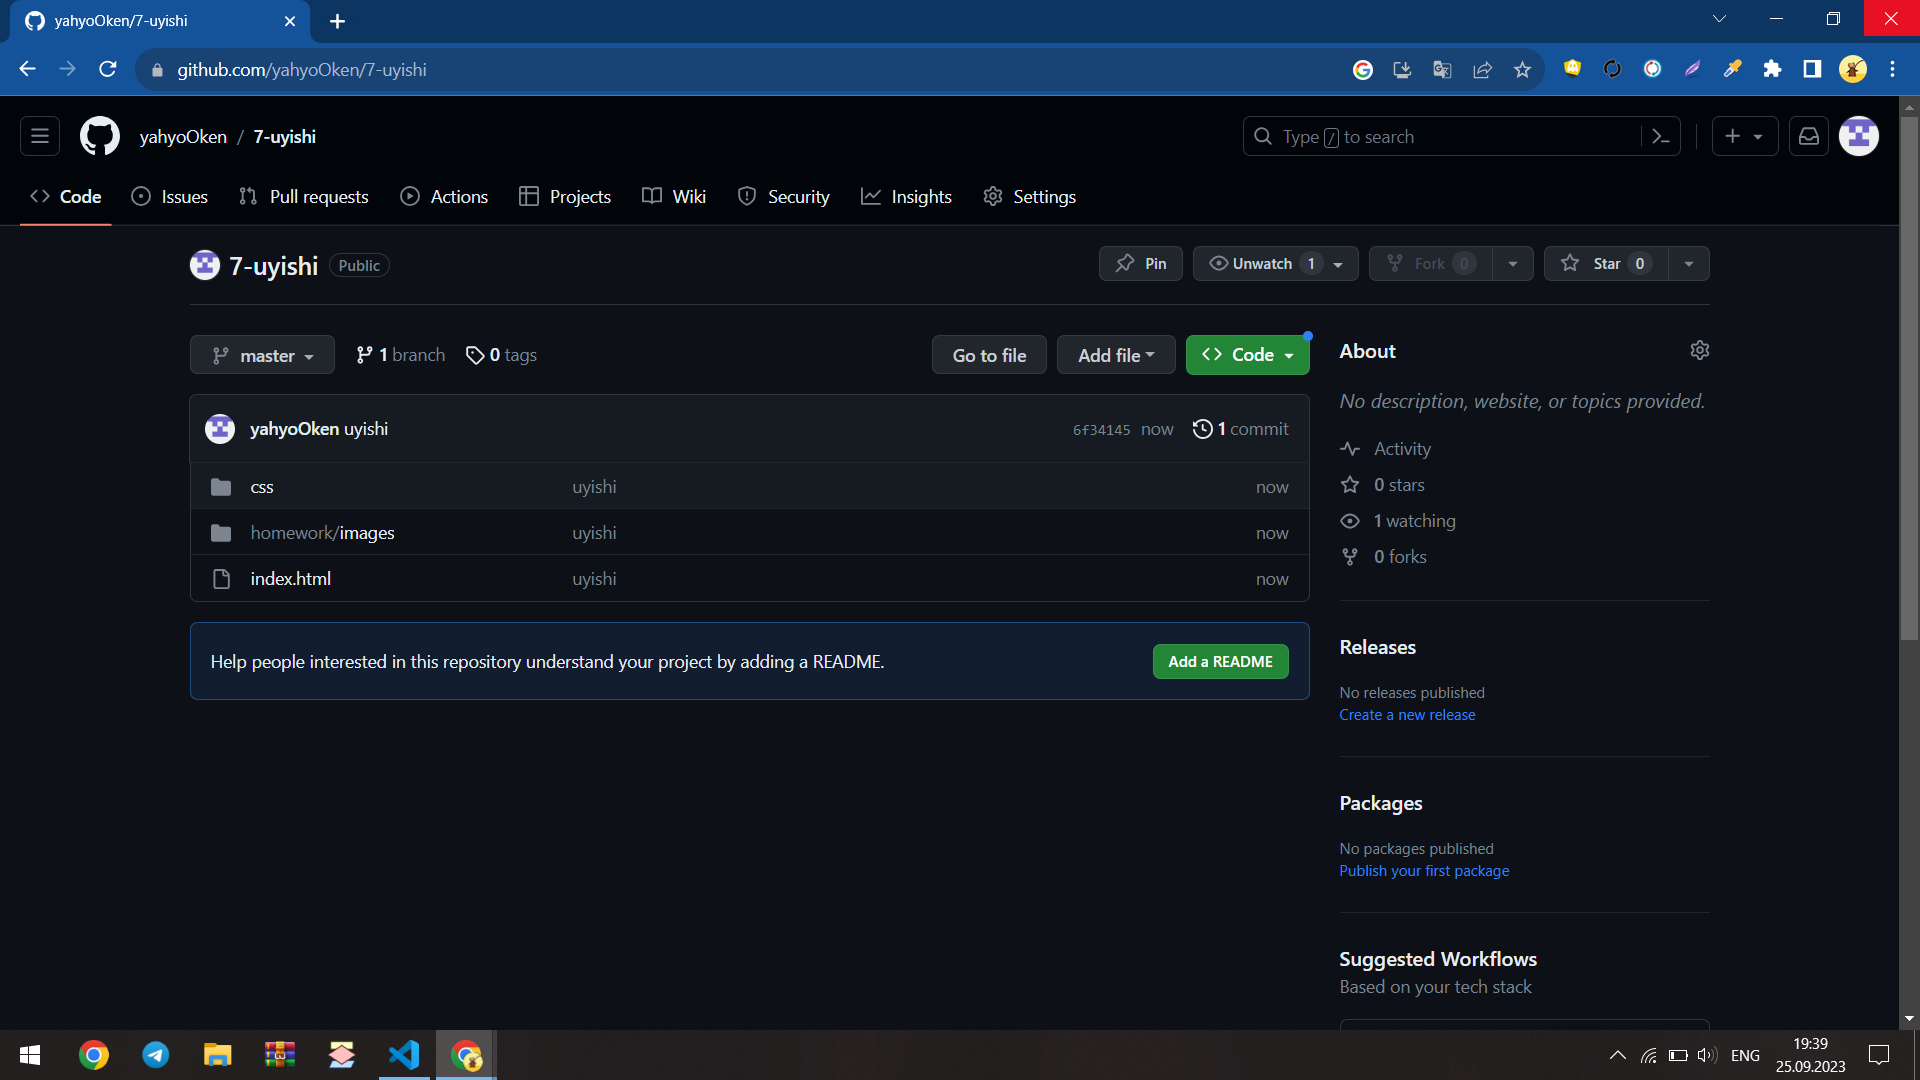 yahyoOken/7-uyishi
github.com/yahyoOken/7-uyishi
yahyoOken / 7-uyishi
Type / to search
Code Issues Pull requests Actions Projects Wiki Security Insights Settings
7-uyishi Public
Pin Unwatch 1 Fork 0 Star 0
master 1 branch 0 tags Go to file Add file Code
yahyoOken uyishi 6f34145 now 1 commit
css uyishi now
homework/images uyishi now
index.html uyishi now
Help people interested in this repository understand your project by adding a README. Add a README
About
No description, website, or topics provided.
Activity
0 stars
1 watching
0 forks
Releases
No releases published
Create a new release
Packages
No packages published
Publish your first package
Suggested Workflows
Based on your tech stack
ENG
19:39
25.09.2023